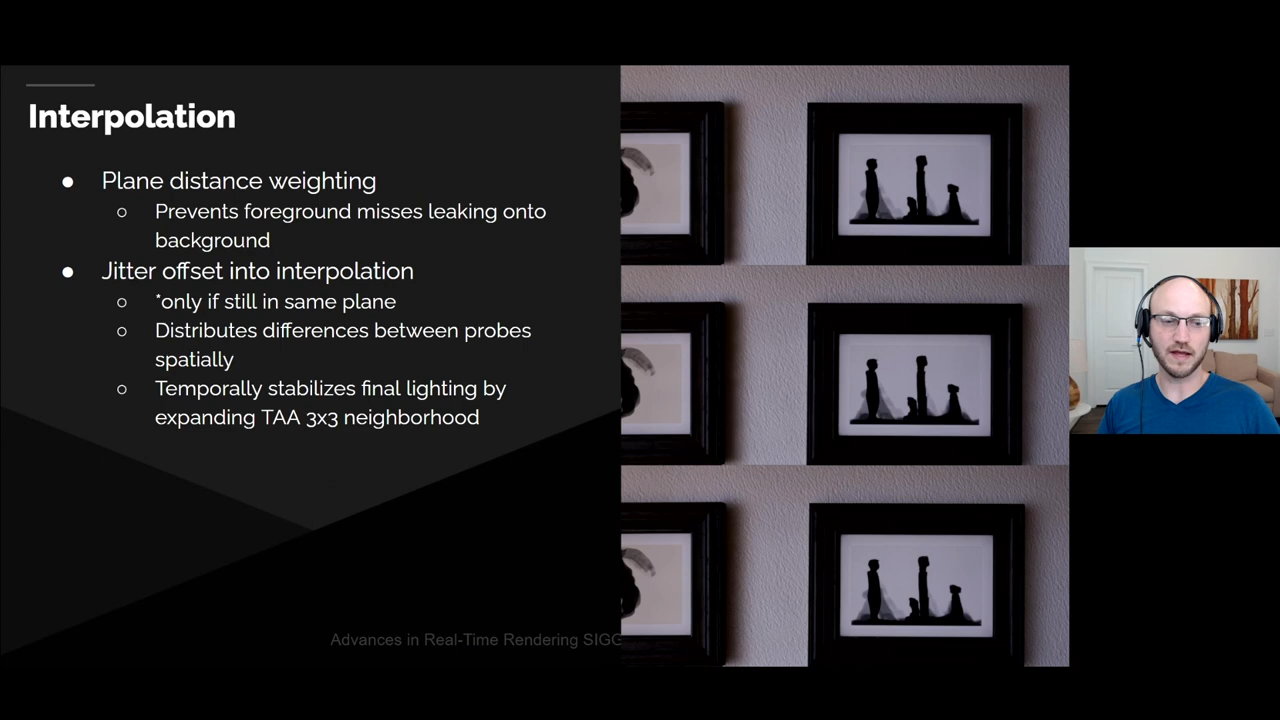 Interpolation
● Plane distance weighting
○ Prevents foreground misses leaking onto
background
● Jitter offset into interpolation
○ *only if still in same plane
○ Distributes differences between probes
spatially
○ Temporally stabilizes final lighting by
expanding TAA 3x3 neighborhood
Advances in Real-Time Rendering SIGG